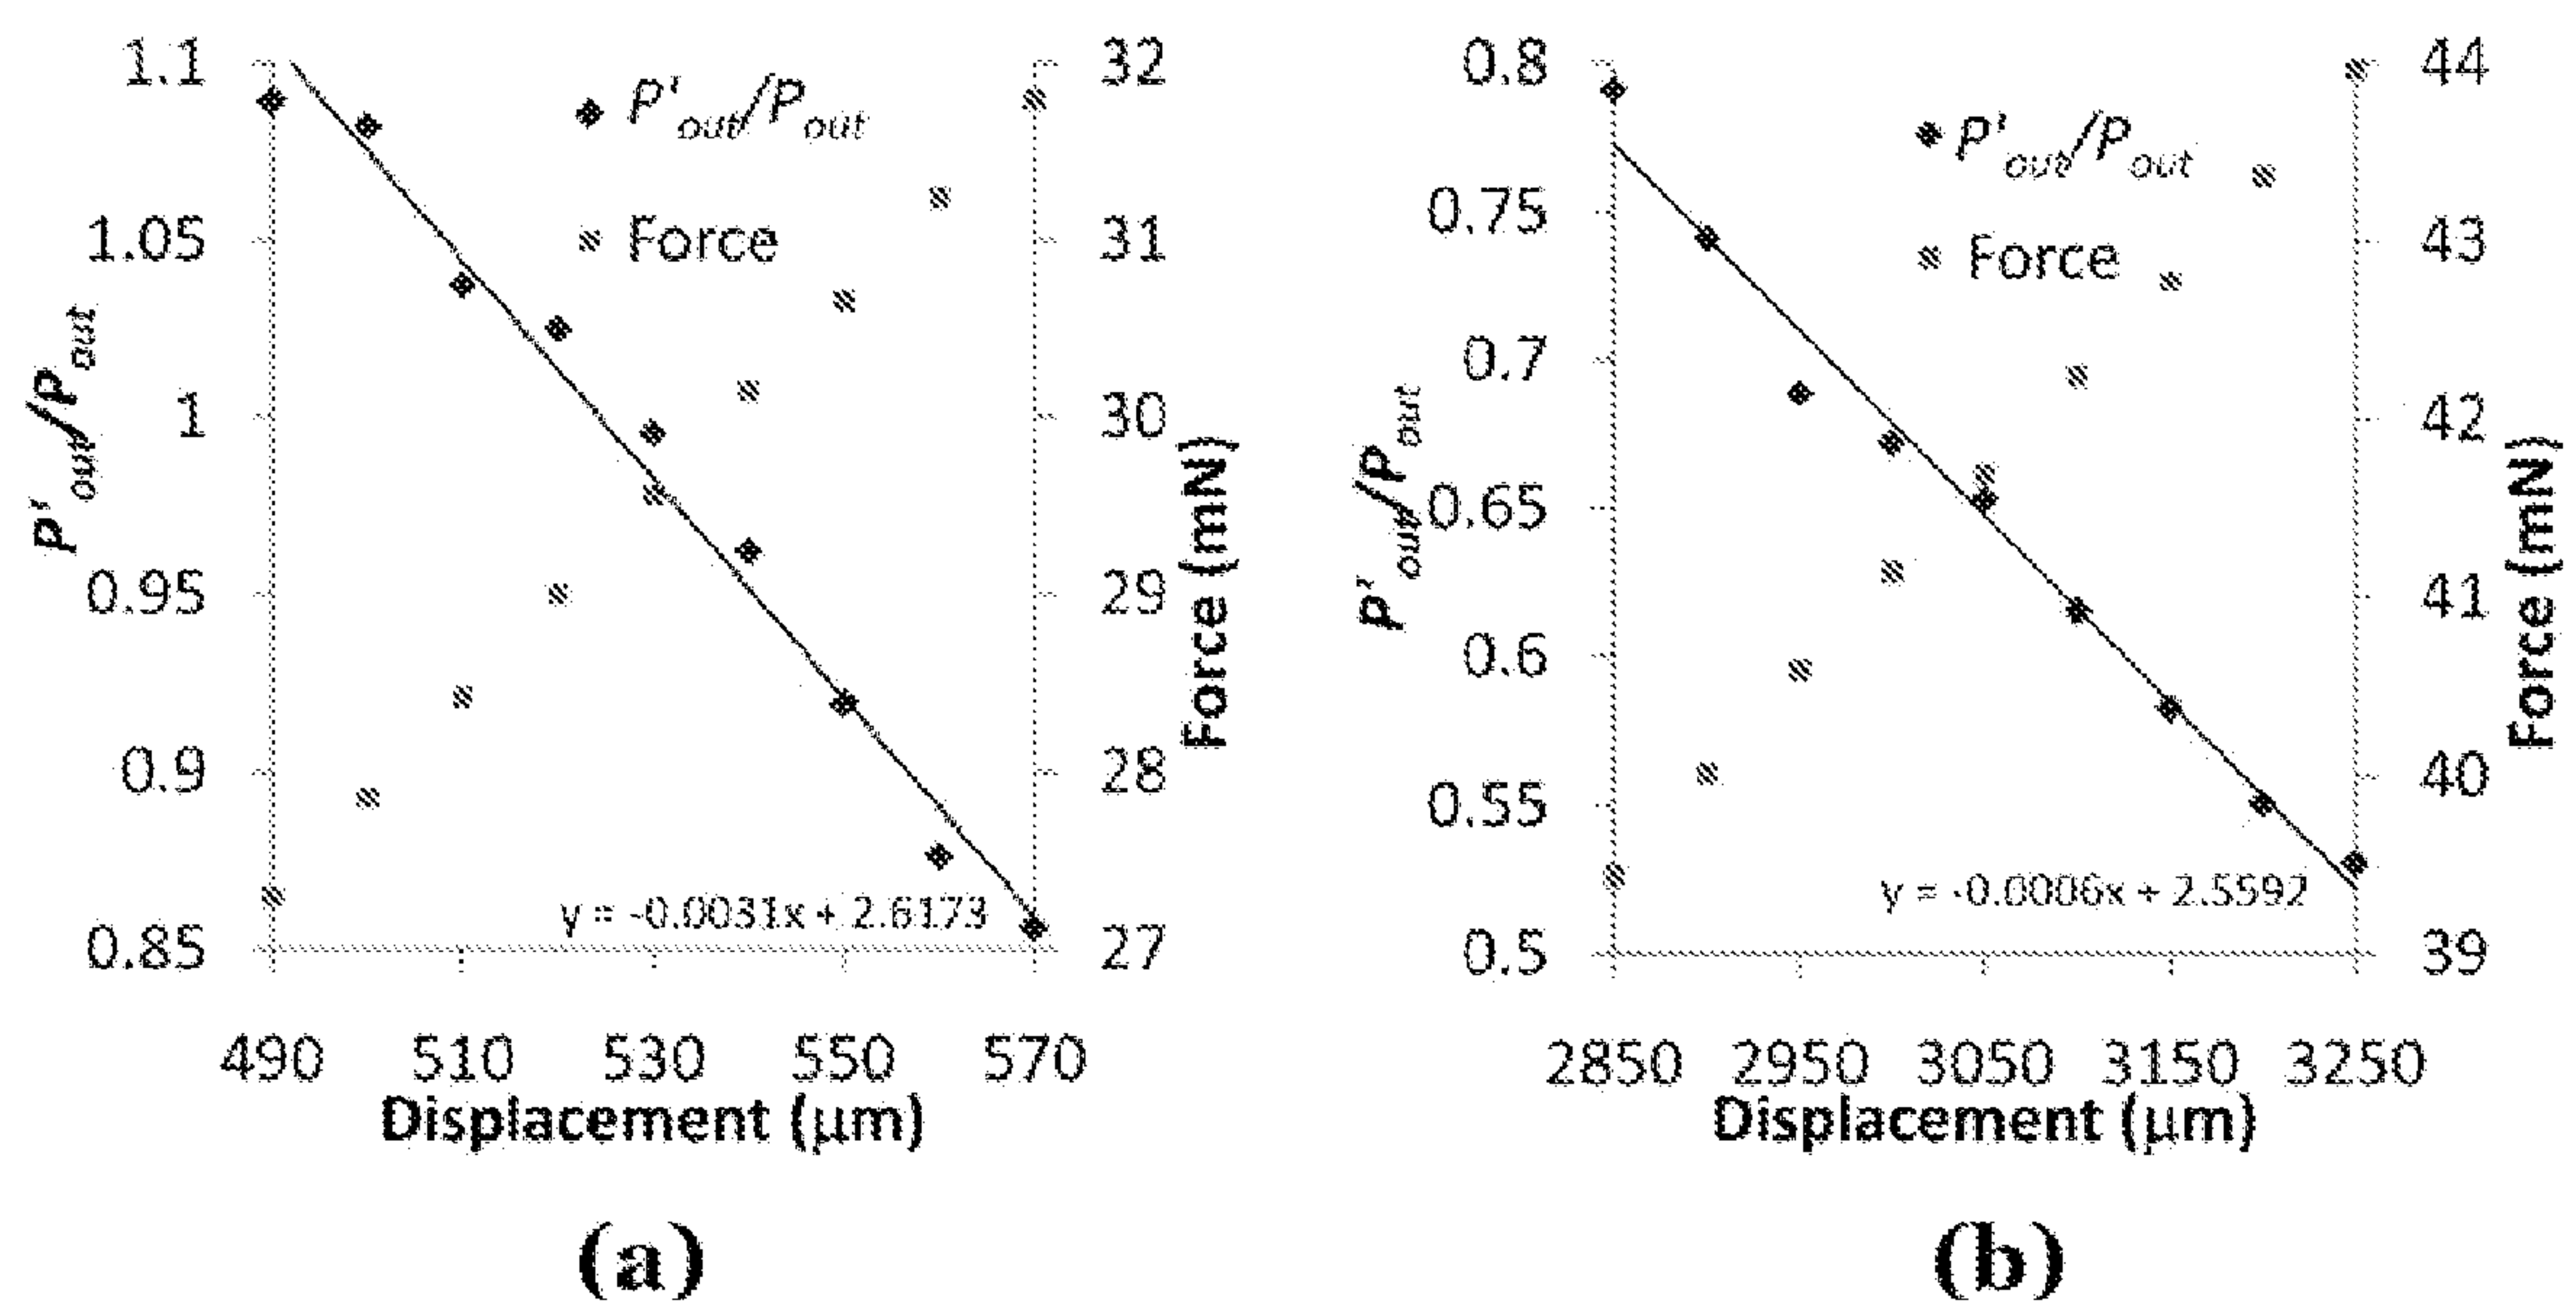 1.1
1.05
1
0.95
0.9
0.85
P'out/Pout
P'out/Pout
Force
y = -0.0031x + 2.6173
32
31
30
29
28
27
Force (mN)
490 510 530 550 570
Displacement (μm)
(a)
0.8
0.75
0.7
0.65
0.6
0.55
0.5
P'out/Pout
P'out/Pout
Force
y = -0.0006x + 2.5592
44
43
42
41
40
39
Force (mN)
2850 2950 3050 3150 3250
Displacement (μm)
(b)